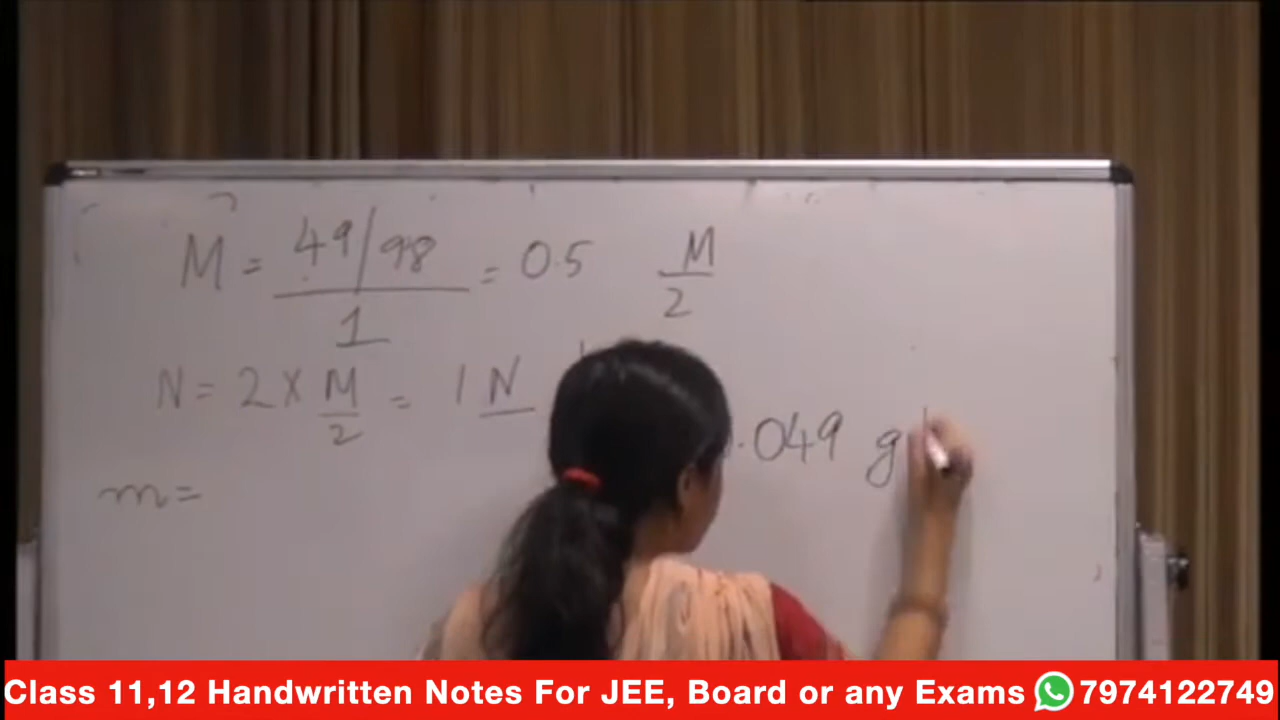 M = 49/98 = 0.5 M
1 2
N = 2 X M = 1 N
2
.049 g
m =
Class 11,12 Handwritten Notes For JEE, Board or any Exams 7974122749